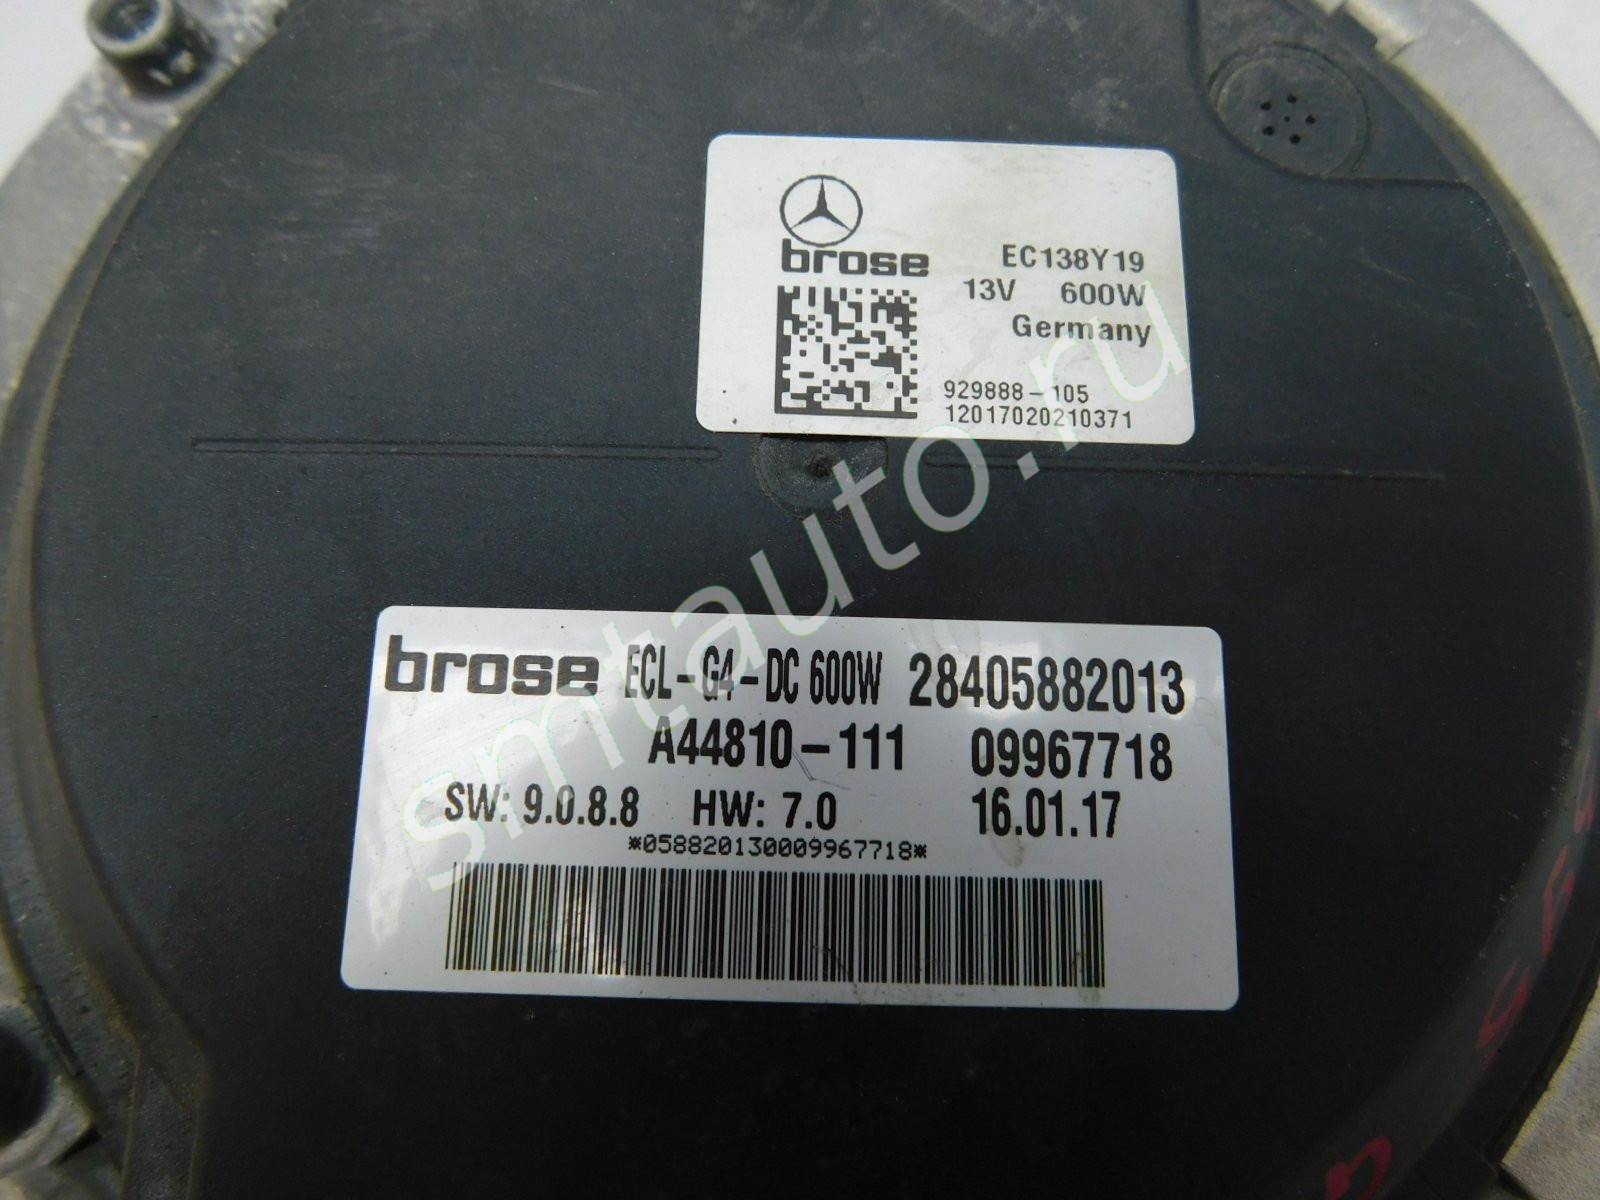 brose
EC138Y19
13V 600W
Germany
929888-105
12017020210371
smtauto.ru
brose ECL-G4-DC 600W 28405882013
A44810-111 09967718
SW: 9.0.8.8 HW: 7.0 16.01.17
*058820130009967718*